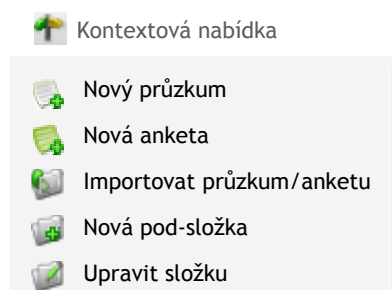 Kontextová nabídka
Nový průzkum
Nová anketa
Importovat průzkum/anketu
Nová pod-složka
Upravit složku